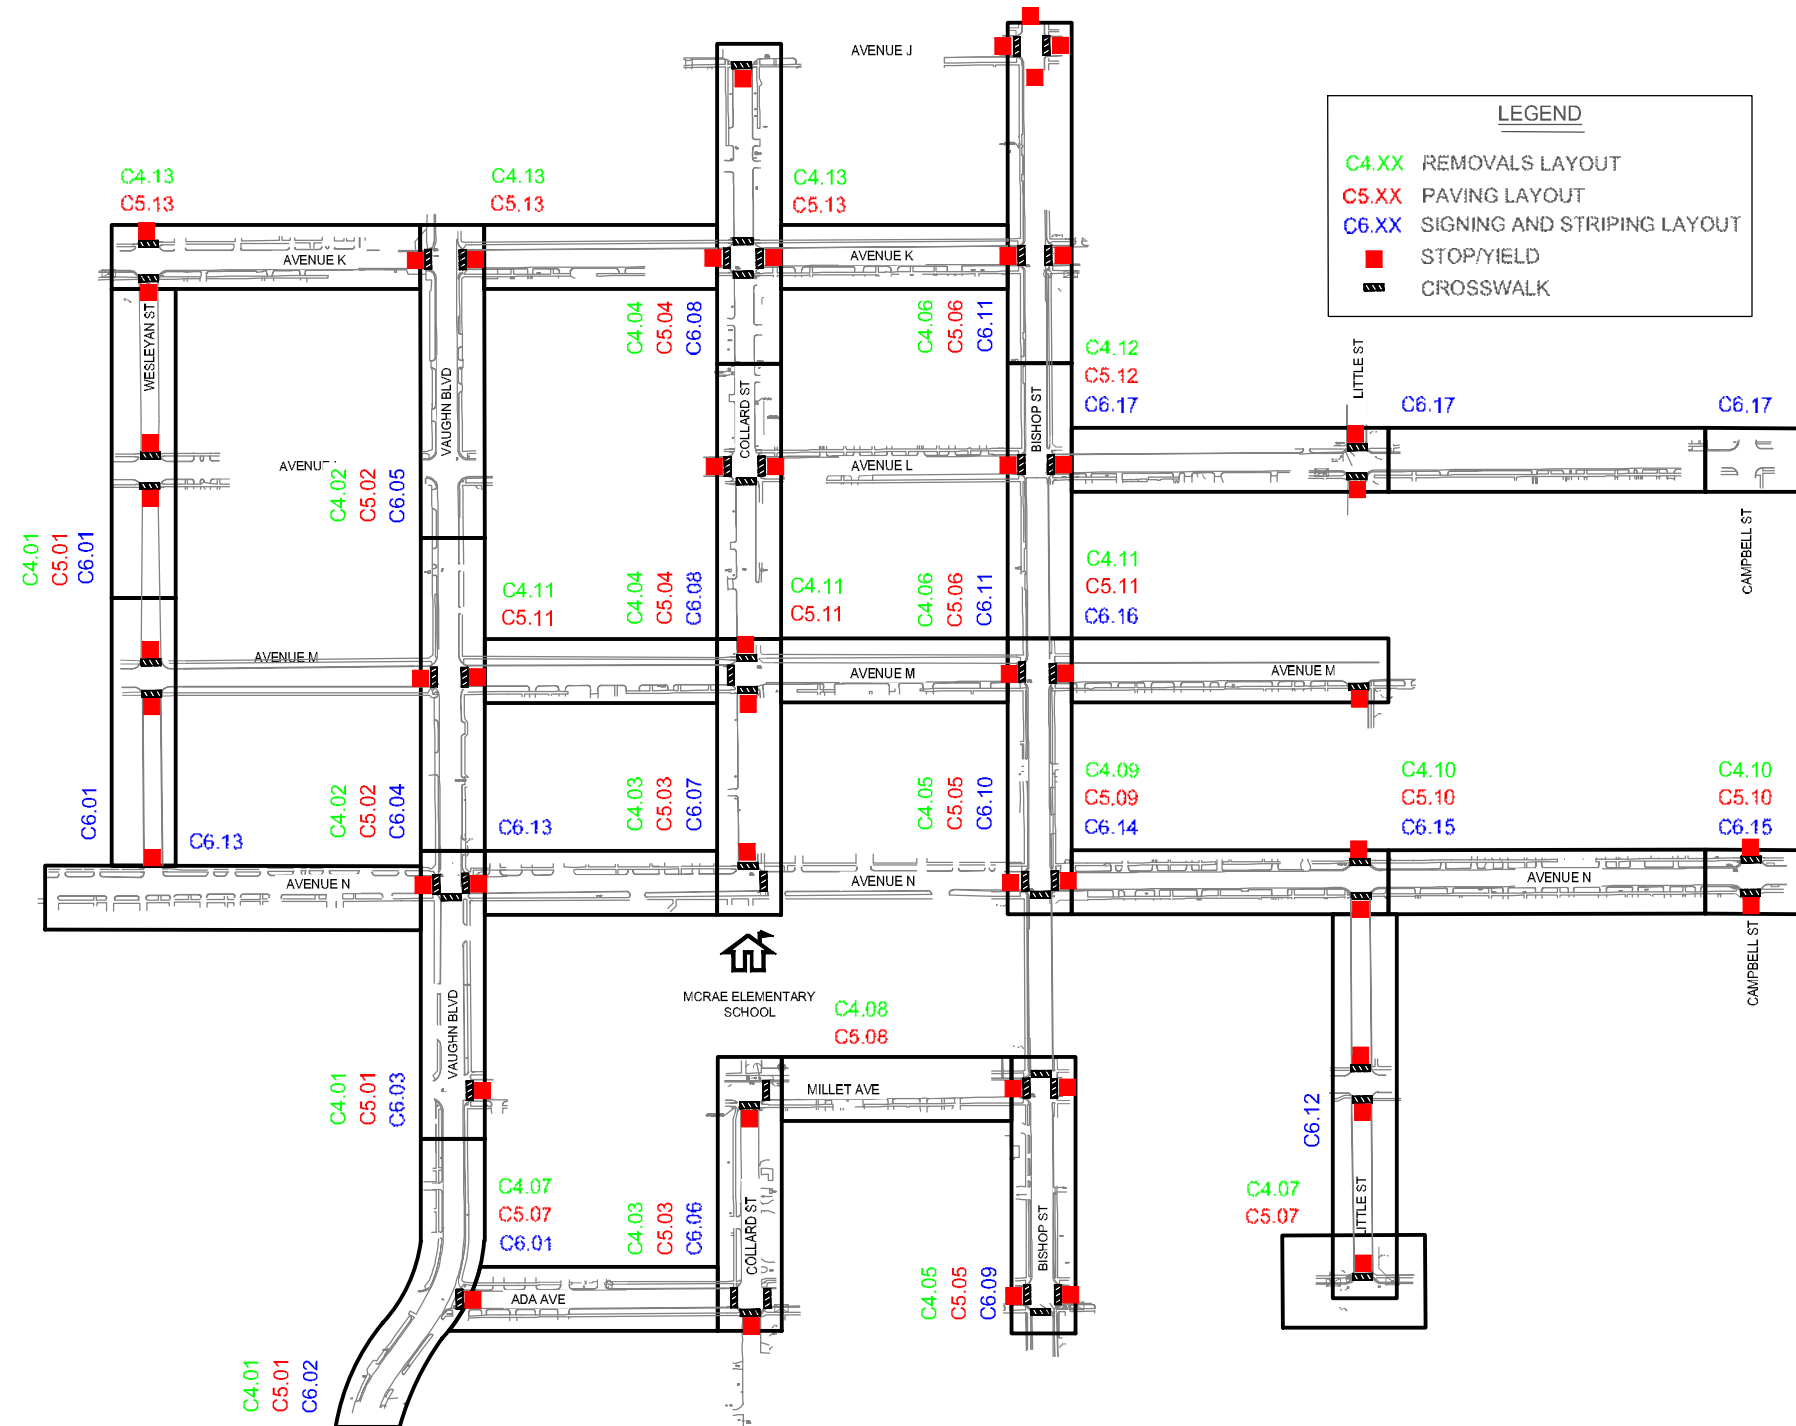 AVENUE J
LEGEND
C4.XX REMOVALS LAYOUT
C5.XX PAVING LAYOUT
C6.XX SIGNING AND STRIPING LAYOUT
STOP/YIELD
CROSSWALK
C4.13
C5.13
C4.13
C5.13
C4.13
C5.13
AVENUE K
AVENUE K
WESLEYAN ST
C4.04
C5.04
C6.08
C4.06
C5.06
C6.11
C4.12
C5.12
C6.17
LITTLE ST
C6.17
C6.17
VAUGHN BLVD
COLLARD ST
BISHOP ST
AVENUE
C4.02
C5.02
C6.05
AVENUE L
CAMPBELL ST
C4.01
C5.01
C6.01
C4.11
C5.11
C4.04
C5.04
C6.08
C4.11
C5.11
C4.06
C5.06
C6.11
C4.11
C5.11
C6.16
AVENUE M
AVENUE M
AVENUE M
C6.01
C6.13
C4.02
C5.02
C6.04
C6.13
C4.03
C5.03
C6.07
C4.05
C5.05
C6.10
C4.09
C5.09
C6.14
C4.10
C5.10
C6.15
C4.10
C5.10
C6.15
AVENUE N
AVENUE N
AVENUE N
CAMPBELL ST
MCRAE ELEMENTARY
SCHOOL
C4.08
C5.08
VAUGHN BLVD
C4.01
C5.01
C6.03
MILLET AVE
C6.12
C4.07
C5.07
C6.01
C4.03
C5.03
C6.06
COLLARD ST
BISHOP ST
C4.07
C5.07
LITTLE ST
C4.05
C5.05
C6.09
ADA AVE
C4.01
C5.01
C6.02